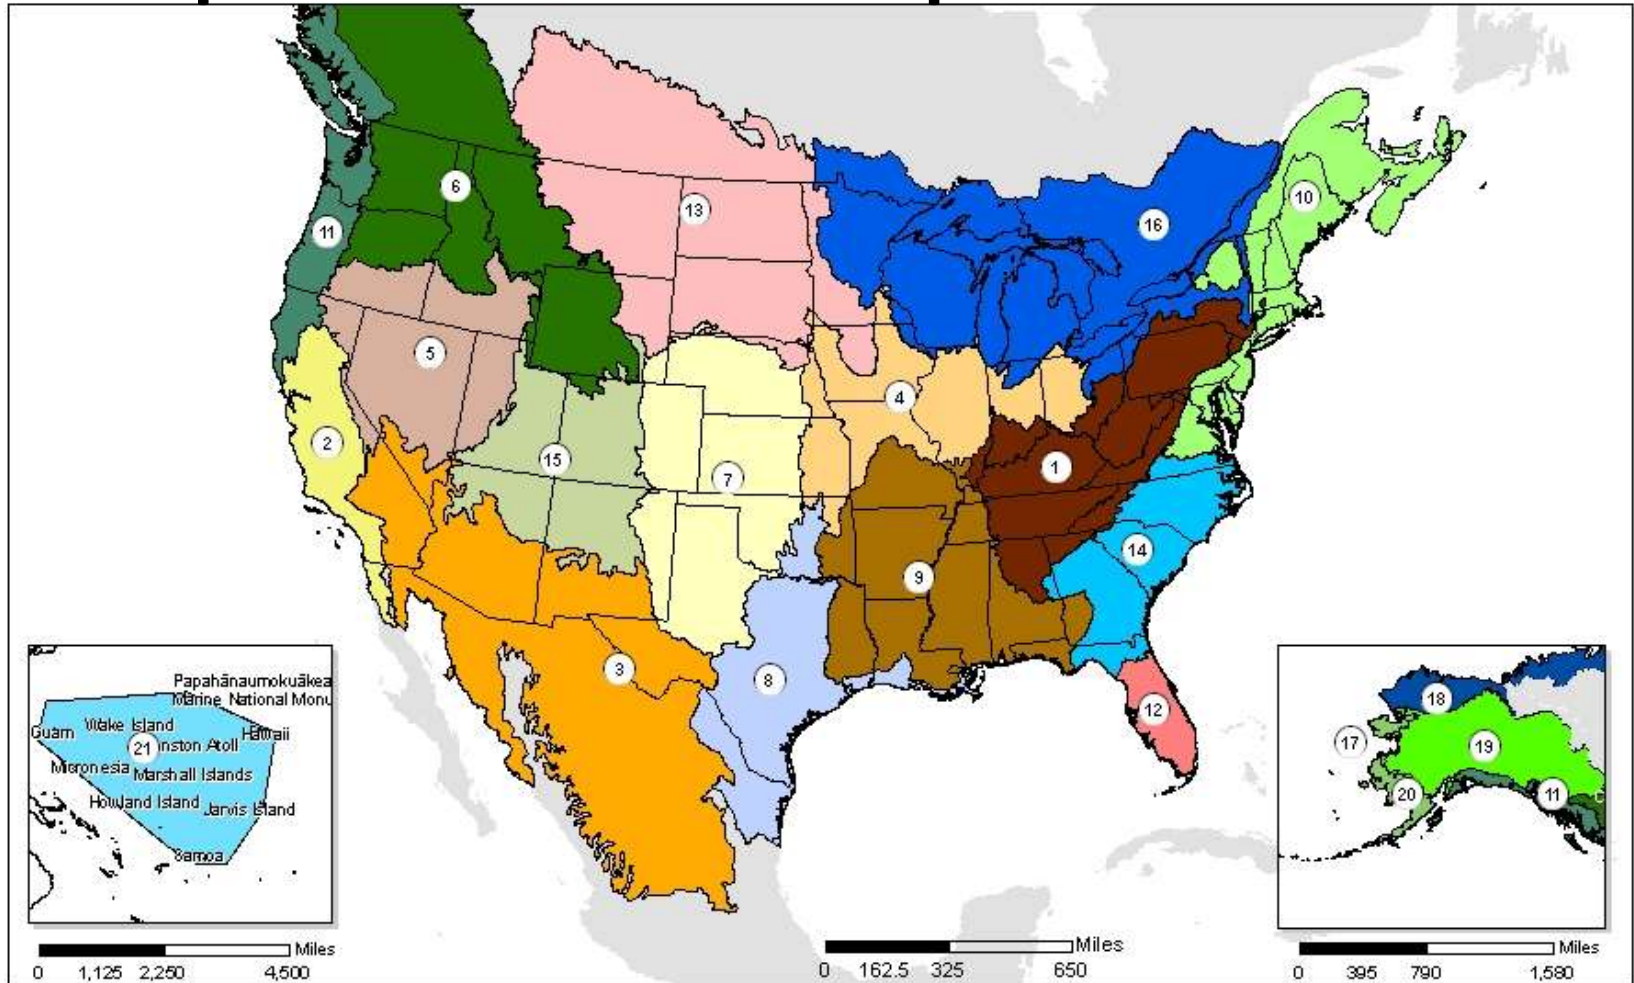 6
13
11
10
16
5
4
2
15
7
1
14
9
3
8
12
Papahānaumokuākea
Marine National Monu
Guam
Wake Island
Hawaii
21
nston Atoll
Micronesia
Marshall Islands
Howland Island
Jarvis Island
Samoa
18
17
19
20
11
Miles
0 1,125 2,250 4,500
Miles
0 162.5 325 650
Miles
0 395 790 1,580